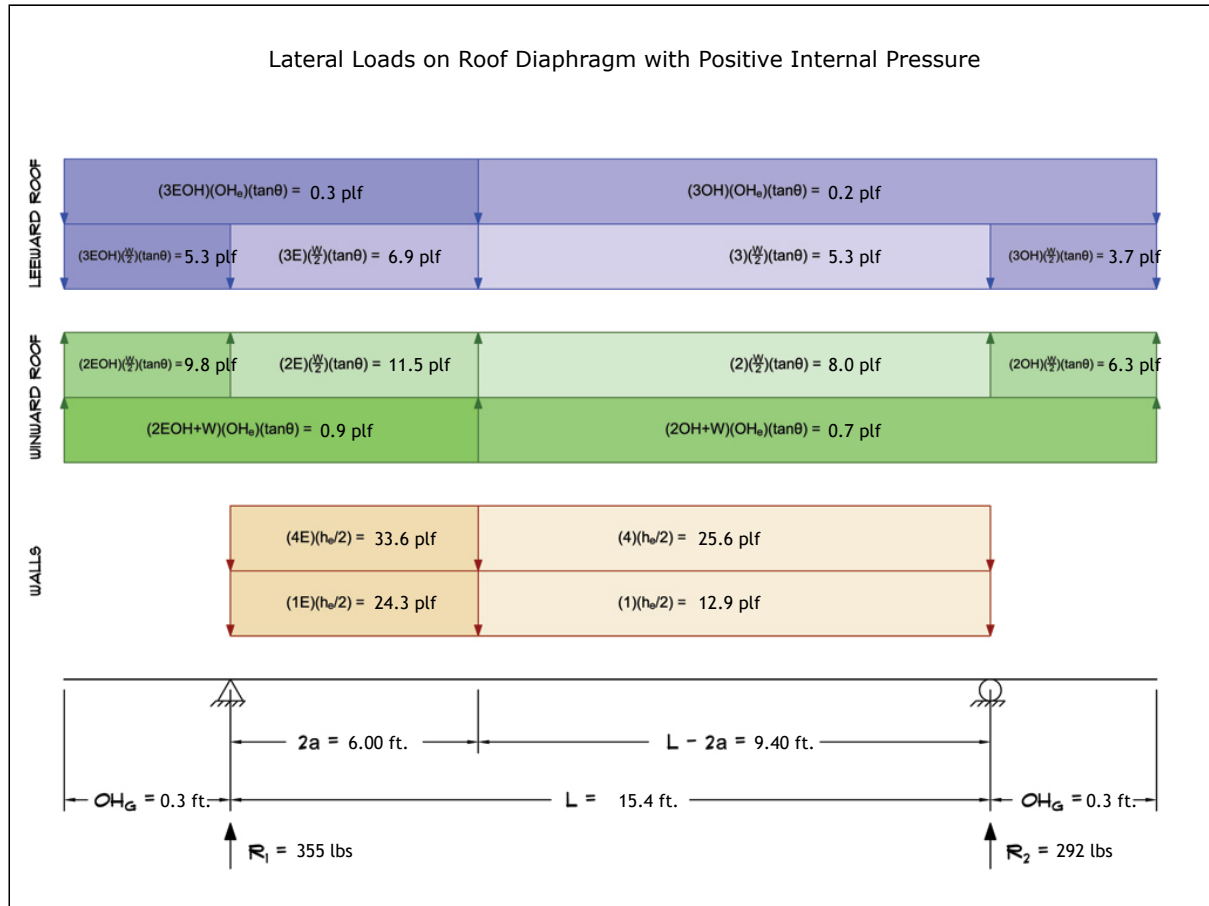 Lateral Loads on Roof Diaphragm with Positive Internal Pressure
LEEWARD ROOF
(3EOH)(OHₑ)(tanθ) = 0.3 plf
(3OH)(OHₑ)(tanθ) = 0.2 plf
(3EOH)(W/2)(tanθ) = 5.3 plf
(3E)(W/2)(tanθ) = 6.9 plf
(3)(W/2)(tanθ) = 5.3 plf
(3OH)(W/2)(tanθ) = 3.7 plf
WINWARD ROOF
(2EOH)(W/2)(tanθ) = 9.8 plf
(2E)(W/2)(tanθ) = 11.5 plf
(2)(W/2)(tanθ) = 8.0 plf
(2OH)(W/2)(tanθ) = 6.3 plf
(2EOH+W)(OHₑ)(tanθ) = 0.9 plf
(2OH+W)(OHₑ)(tanθ) = 0.7 plf
WALLS
(4E)(hₑ/2) = 33.6 plf
(4)(hₑ/2) = 25.6 plf
(1E)(hₑ/2) = 24.3 plf
(1)(hₑ/2) = 12.9 plf
2a = 6.00 ft.
L - 2a = 9.40 ft.
OH_G = 0.3 ft.
L = 15.4 ft.
OH_G = 0.3 ft.
R₁ = 355 lbs
R₂ = 292 lbs